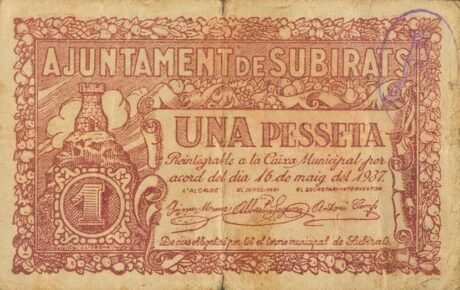 AJUNTAMENT DE SUBIRATS
UNA PESSETA
Reintegrable a la Caixa Municipal per
acord del dia 16 de maig del 1937.
L'ALCALDE EL DIPOSITARI EL SECRETARI-INTERVENTOR
1
De curs obligatori per tot el terme municipal de Subirats